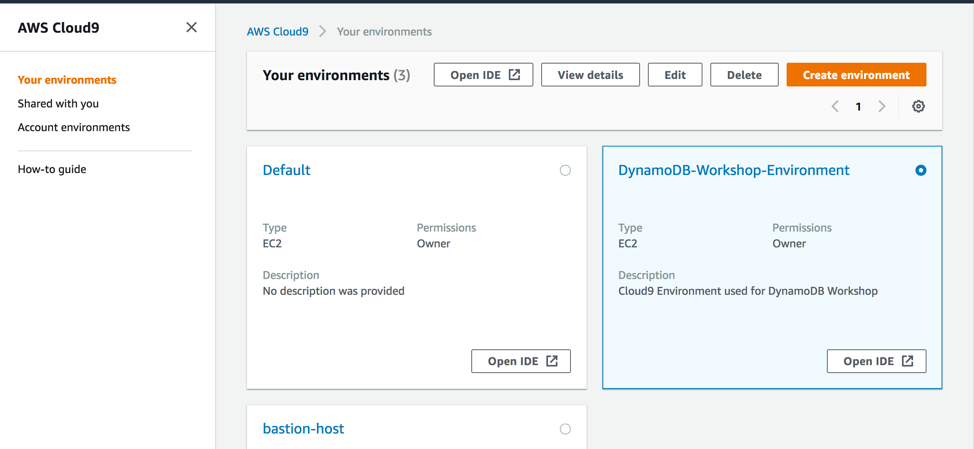 AWS Cloud9
Your environments
Shared with you
Account environments
How-to guide
AWS Cloud9 Your environments
Your environments (3) Open IDE View details Edit Delete Create environment
1
Default
Type Permissions
EC2 Owner
Description
No description was provided
Open IDE
DynamoDB-Workshop-Environment
Type Permissions
EC2 Owner
Description
Cloud9 Environment used for DynamoDB Workshop
Open IDE
bastion-host